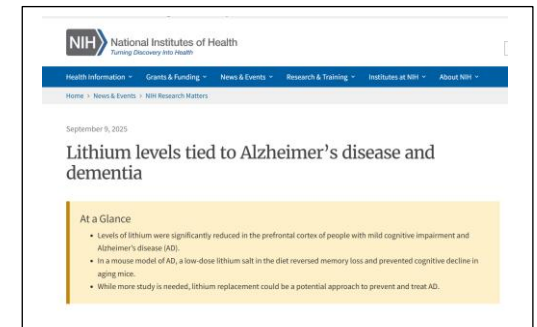 NIH National Institutes of Health
Turning Discovery Into Health
Health Information Grants & Funding News & Events Research & Training Institutes at NIH About NIH
Home > News & Events > NIH Research Matters
September 9, 2025
Lithium levels tied to Alzheimer's disease and
dementia
At a Glance
• Levels of lithium were significantly reduced in the prefrontal cortex of people with mild cognitive impairment and
Alzheimer's disease (AD).
• In a mouse model of AD, a low-dose lithium salt in the diet reversed memory loss and prevented cognitive decline in
aging mice.
• While more study is needed, lithium replacement could be a potential approach to prevent and treat AD.